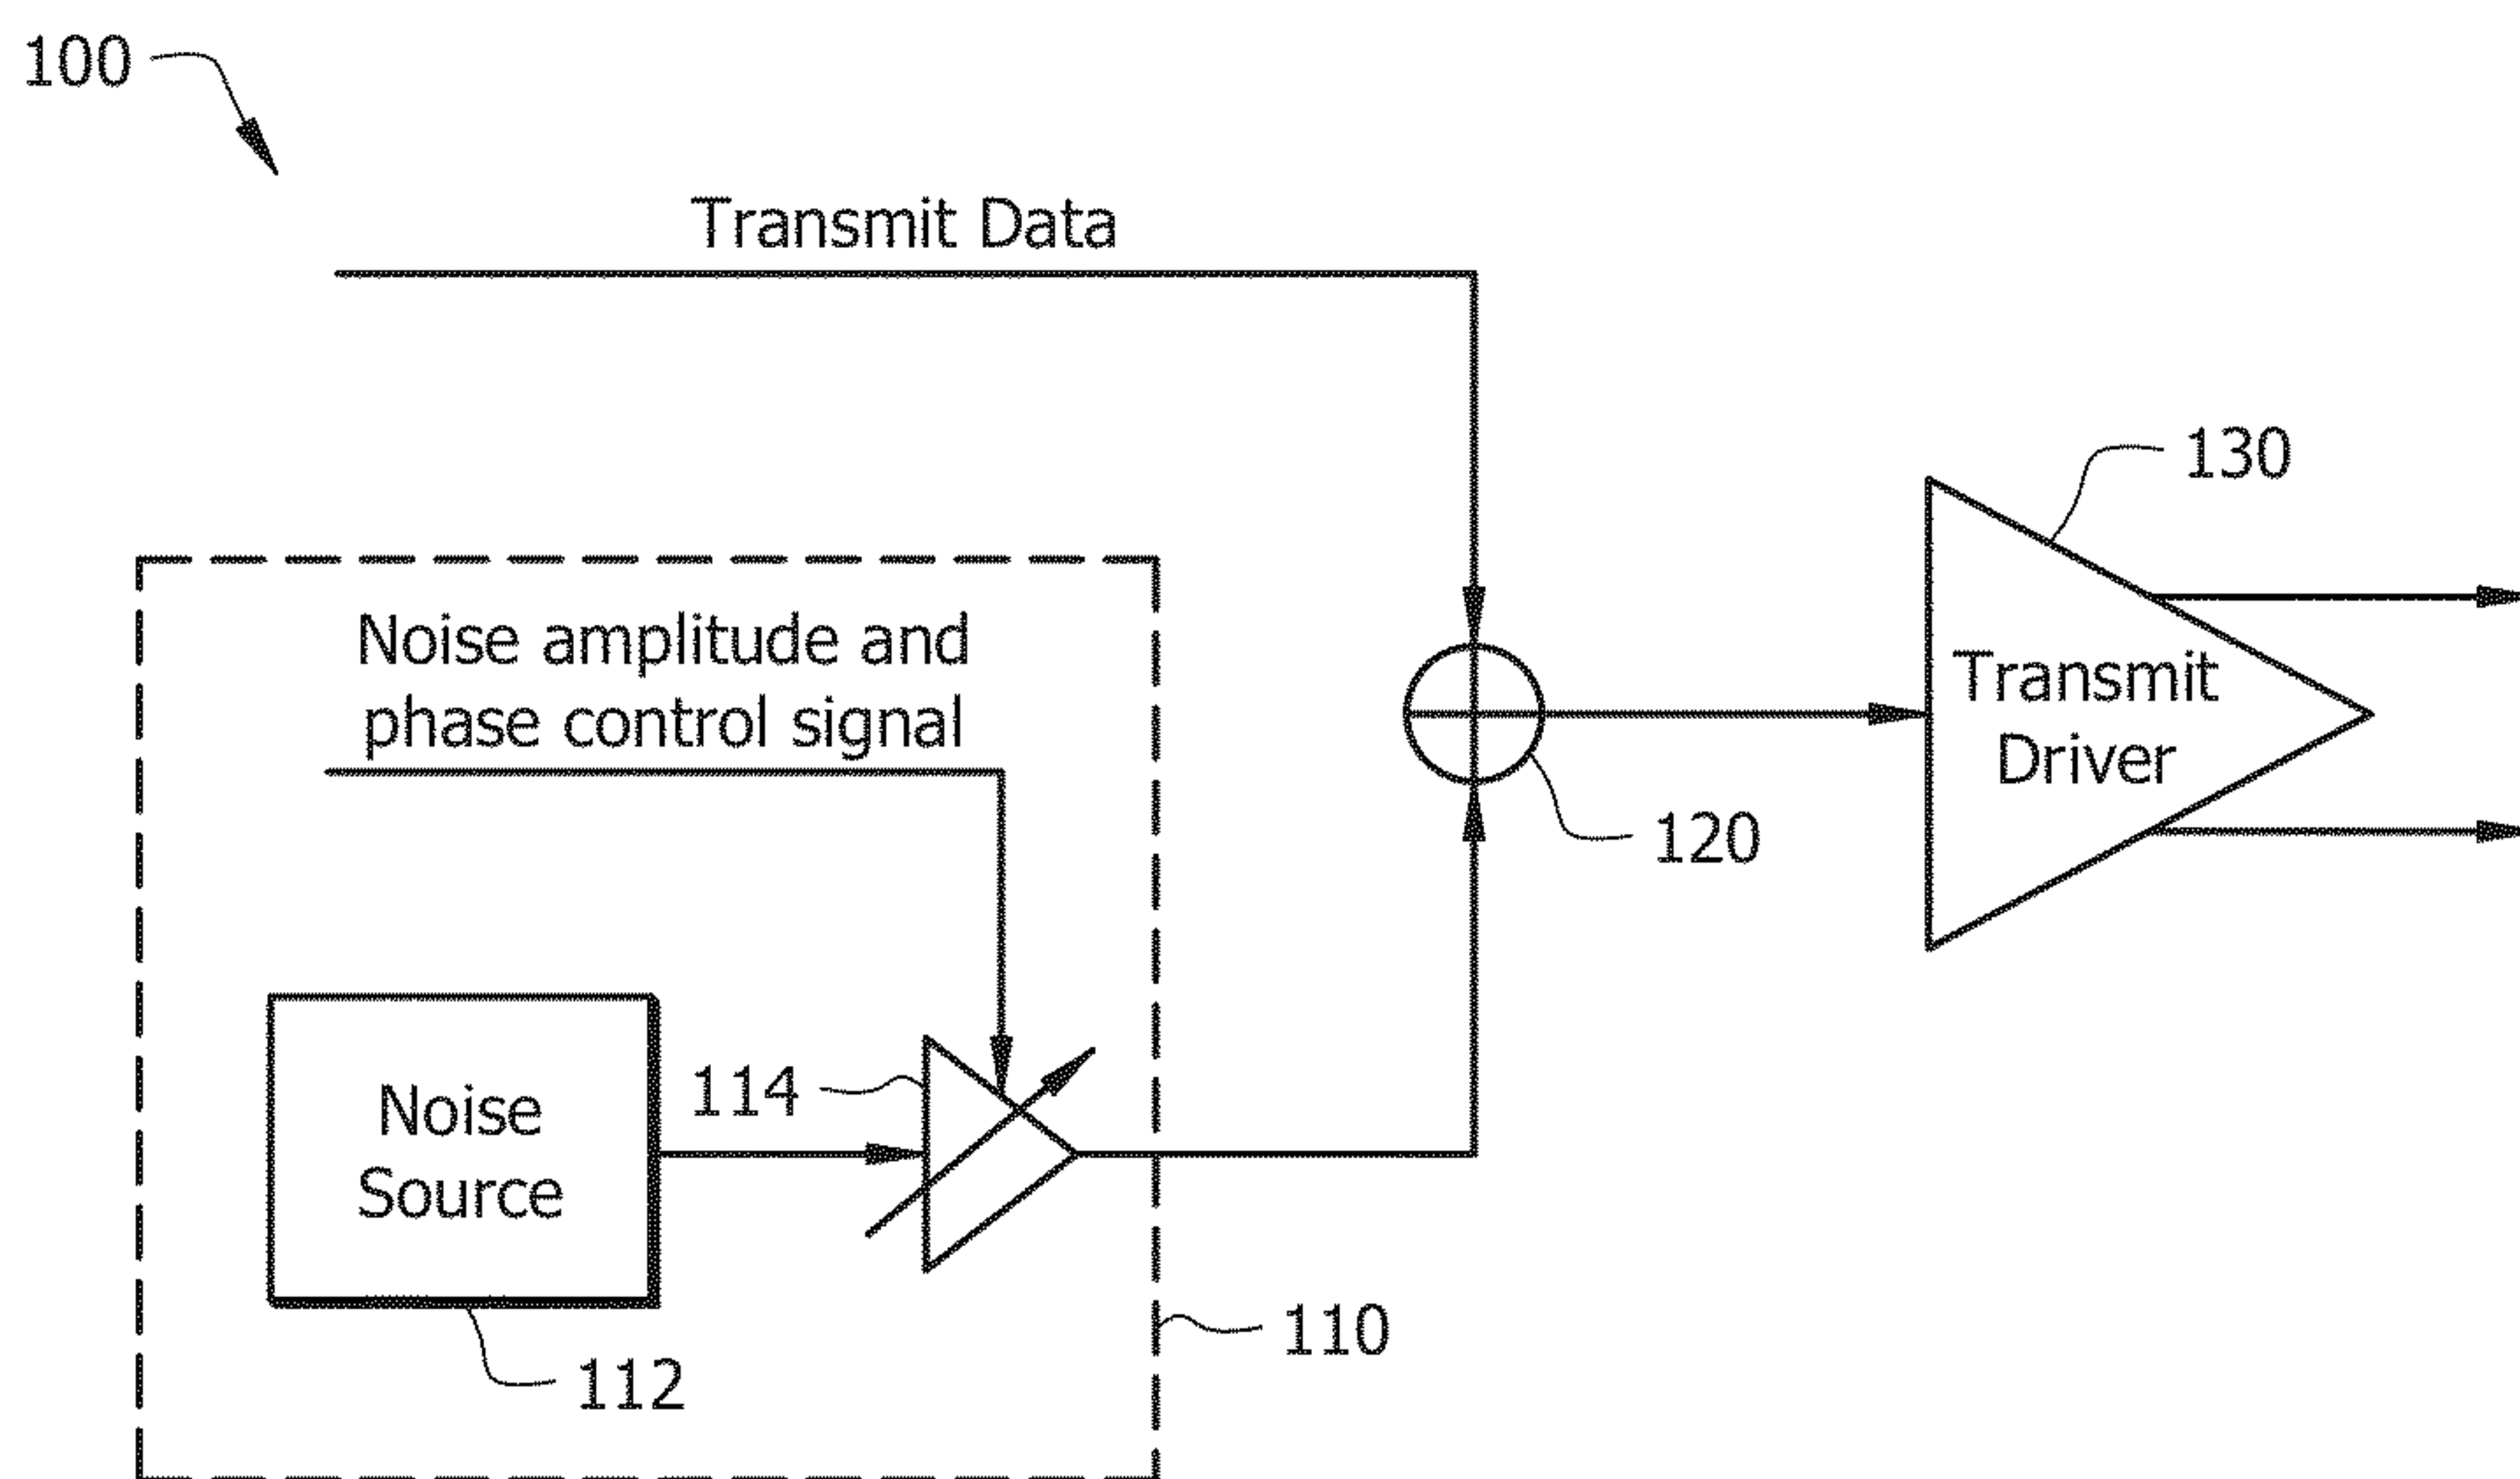 100
Transmit Data
130
Noise amplitude and
phase control signal
Transmit
Driver
120
114
Noise
Source
110
112